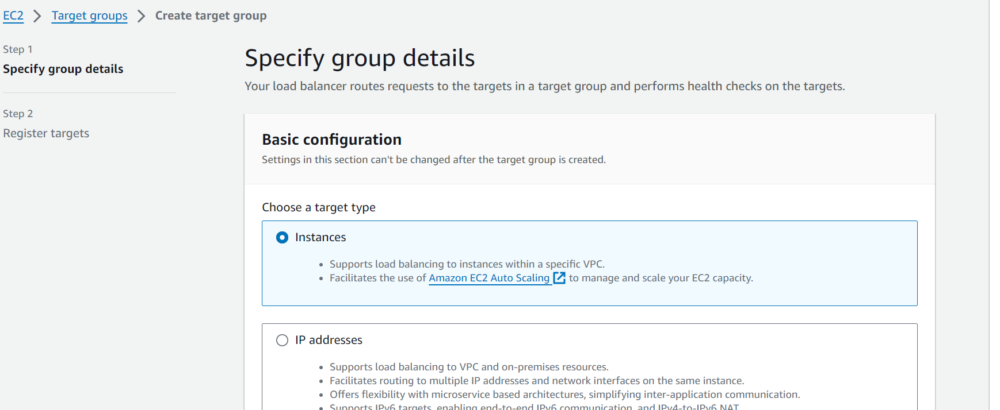 EC2 > Target groups > Create target group
Step 1
Specify group details
Step 2
Register targets
Specify group details
Your load balancer routes requests to the targets in a target group and performs health checks on the targets.
Basic configuration
Settings in this section can't be changed after the target group is created.
Choose a target type
Instances
• Supports load balancing to instances within a specific VPC.
• Facilitates the use of Amazon EC2 Auto Scaling to manage and scale your EC2 capacity.
IP addresses
• Supports load balancing to VPC and on-premises resources.
• Facilitates routing to multiple IP addresses and network interfaces on the same instance.
• Offers flexibility with microservice based architectures, simplifying inter-application communication.
• Supports IPv6 targets, enabling end-to-end IPv6 communication, and IPv4-to-IPv6 NAT.